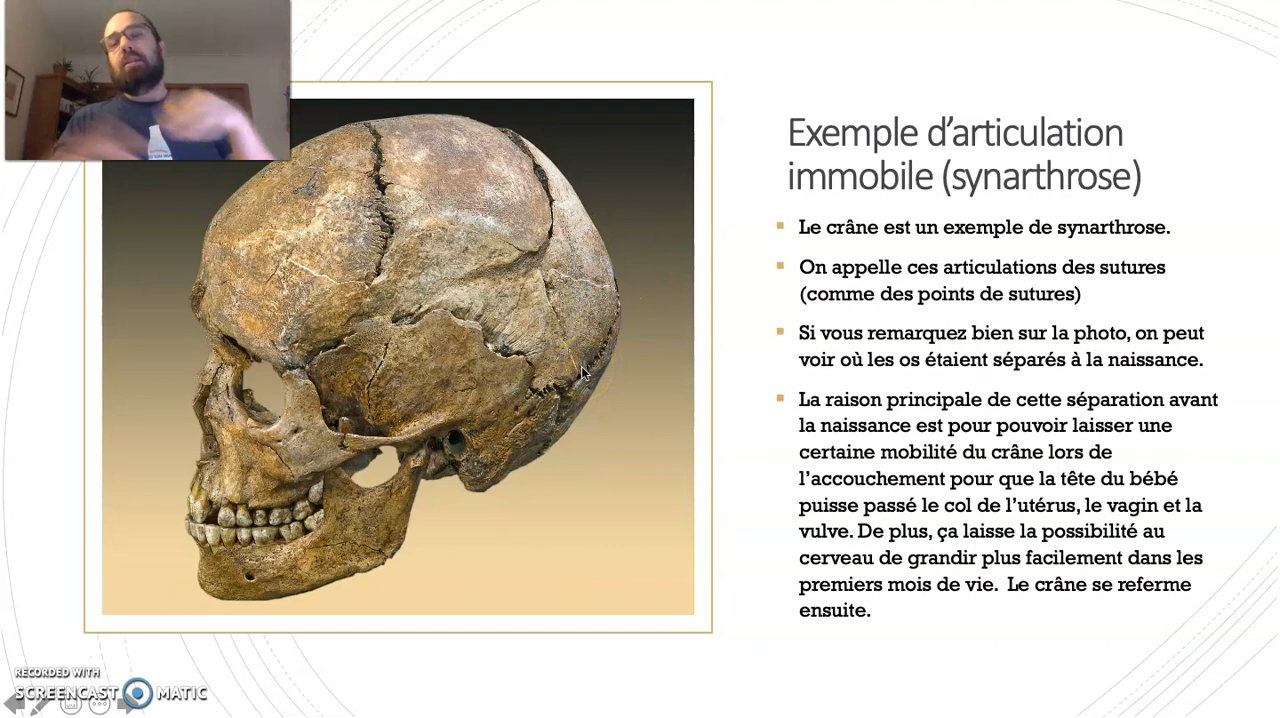 Exemple d’articulation
immobile (synarthrose)
Le crâne est un exemple de synarthrose.
On appelle ces articulations des sutures
(comme des points de sutures)
Si vous remarquez bien sur la photo, on peut
voir où les os étaient séparés à la naissance.
La raison principale de cette séparation avant
la naissance est pour pouvoir laisser une
certaine mobilité du crâne lors de
l’accouchement pour que la tête du bébé
puisse passé le col de l’utérus, le vagin et la
vulve. De plus, ça laisse la possibilité au
cerveau de grandir plus facilement dans les
premiers mois de vie. Le crâne se referme
ensuite.
RECORDED WITH
SCREENCAST MATIC